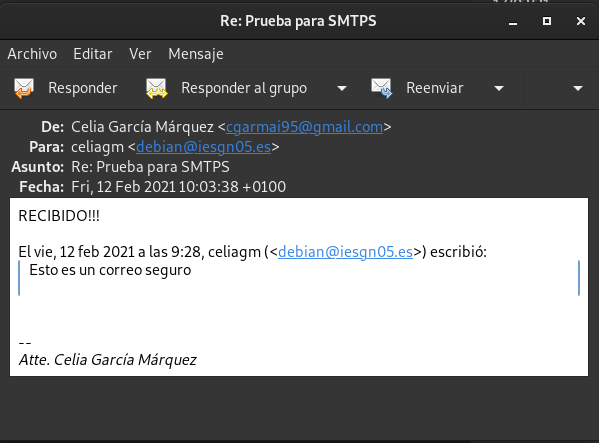 Re: Prueba para SMTPS
Archivo Editar Ver Mensaje
Responder Responder al grupo Reenviar
De: Celia García Márquez <cgarmai95@gmail.com>
Para: celiagm <debian@iesgn05.es>
Asunto: Re: Prueba para SMTPS
Fecha: Fri, 12 Feb 2021 10:03:38 +0100
RECIBIDO!!!
El vie, 12 feb 2021 a las 9:28, celiagm (<debian@iesgn05.es>) escribió:
Esto es un correo seguro
--
Atte. Celia García Márquez